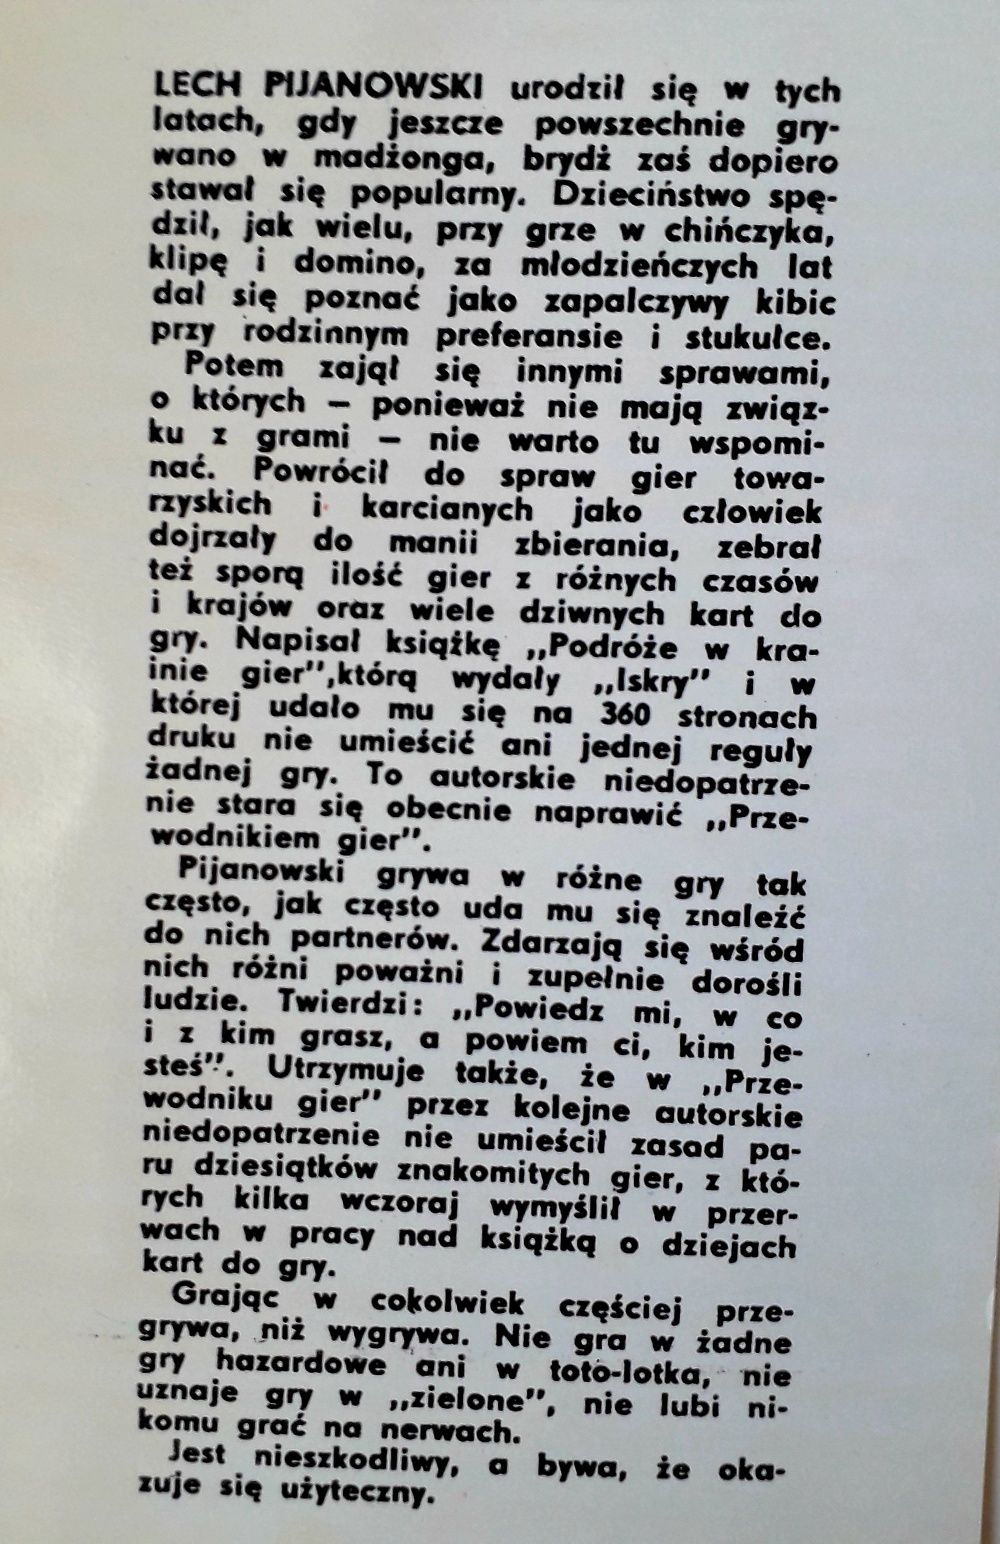 LECH PIJANOWSKI urodził się w tych
latach, gdy jeszcze powszechnie gry-
wano w madżonga, brydż zaś dopiero
stawał się popularny. Dzieciństwo spę-
dził, jak wielu, przy grze w chińczyka,
klipę i domino, za młodzieńczych lat
dał się poznać jako zapalczywy kibic
przy rodzinnym preferansie i stukułce.
Potem zajął się innymi sprawami,
o których — ponieważ nie mają związ-
ku z grami — nie warto tu wspomi-
nać. Powrócił do spraw gier towa-
rzyskich i karcianych jako człowiek
dojrzały do manii zbierania, zebrał
też sporą ilość gier z różnych czasów
i krajów oraz wiele dziwnych kart do
gry. Napisał książkę ,,Podróże w kra-
inie gier",którą wydały ,,Iskry" i w
której udało mu się na 360 stronach
druku nie umieścić ani jednej reguły
żadnej gry. To autorskie niedopatrze-
nie stara się obecnie naprawić ,,Prze-
wodnikiem gier".
Pijanowski grywa w różne gry tak
często, jak często uda mu się znaleźć
do nich partnerów. Zdarzają się wśród
nich różni poważni i zupełnie dorośli
ludzie. Twierdzi: ,,Powiedz mi, w co
i z kim grasz, a powiem ci, kim je-
steś". Utrzymuje także, że w ,,Prze-
wodniku gier" przez kolejne autorskie
niedopatrzenie nie umieścił zasad pa-
ru dziesiątków znakomitych gier, z któ-
rych kilka wczoraj wymyślił w przer-
wach w pracy nad książką o dziejach
kart do gry.
Grając w cokolwiek częściej prze-
grywa, niż wygrywa. Nie gra w żadne
gry hazardowe ani w toto-lotka, nie
uznaje gry w ,,zielone", nie lubi ni-
komu grać na nerwach.
Jest nieszkodliwy, a bywa, że oka-
zuje się użyteczny.